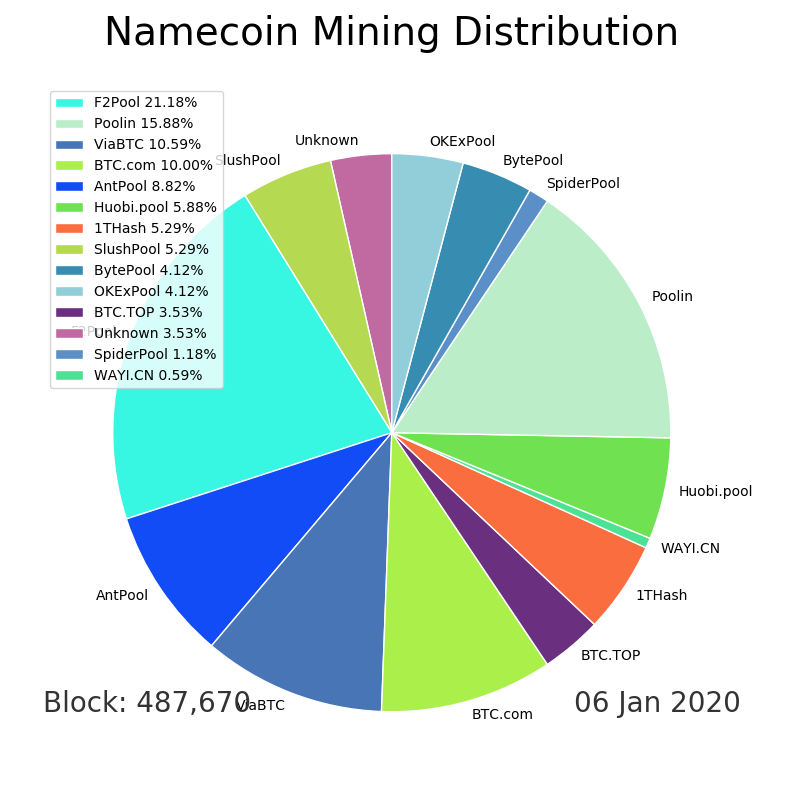 Namecoin Mining Distribution
F2Pool 21.18%
Poolin 15.88%
ViaBTC 10.59%
BTC.com 10.00%
AntPool 8.82%
Huobi.pool 5.88%
1THash 5.29%
SlushPool 5.29%
BytePool 4.12%
OKExPool 4.12%
BTC.TOP 3.53%
Unknown 3.53%
SpiderPool 1.18%
WAYI.CN 0.59%
Unknown
OKExPool
SlushPool
BytePool
SpiderPool
Poolin
F2Pool
Huobi.pool
WAYI.CN
AntPool
1THash
BTC.TOP
ViaBTC
BTC.com
Block: 487,670
06 Jan 2020